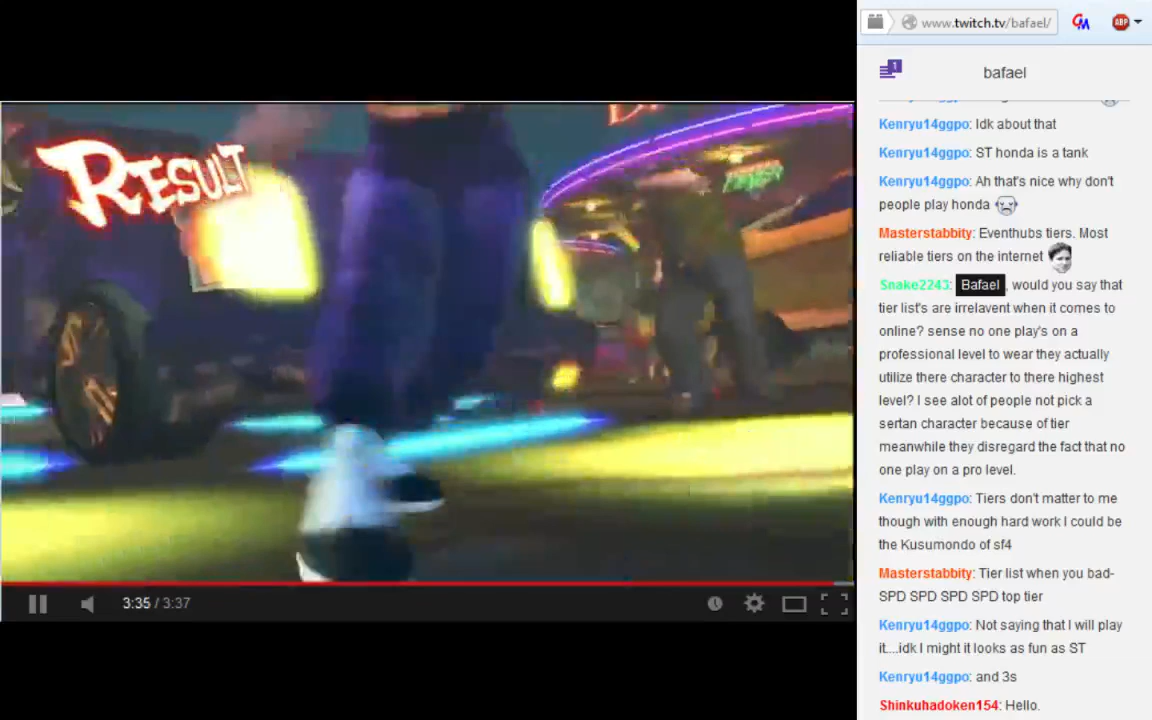 www.twitch.tv/bafael/
GM
ABP
1
bafael
RESULT
Kenryu14ggpo: Idk about that
Kenryu14ggpo: ST honda is a tank
Kenryu14ggpo: Ah that's nice why don't
people play honda
Masterstabbity: Eventhubs tiers. Most
reliable tiers on the internet
Snake2243: Bafael, would you say that
tier list's are irrelavent when it comes to
online? sense no one play's on a
professional level to wear they actually
utilize there character to there highest
level? I see alot of people not pick a
sertan character because of tier
meanwhile they disregard the fact that no
one play on a pro level.
Kenryu14ggpo: Tiers don't matter to me
though with enough hard work I could be
the Kusumondo of sf4
Masterstabbity: Tier list when you bad-
SPD SPD SPD SPD top tier
Kenryu14ggpo: Not saying that I will play
it....idk I might it looks as fun as ST
Kenryu14ggpo: and 3s
Shinkuhadoken154: Hello.
3:35 / 3:37